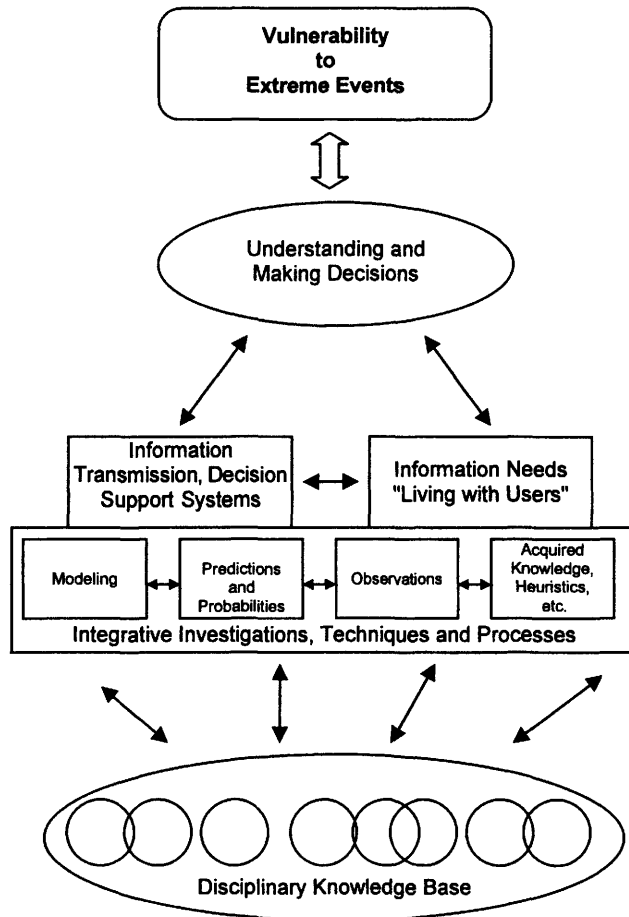 Vulnerability
to
Extreme Events
Understanding and
Making Decisions
Information
Transmission, Decision
Support Systems
Information Needs
"Living with Users"
Modeling
Predictions
and
Probabilities
Observations
Acquired
Knowledge,
Heuristics,
etc.
Integrative Investigations, Techniques and Processes
Disciplinary Knowledge Base